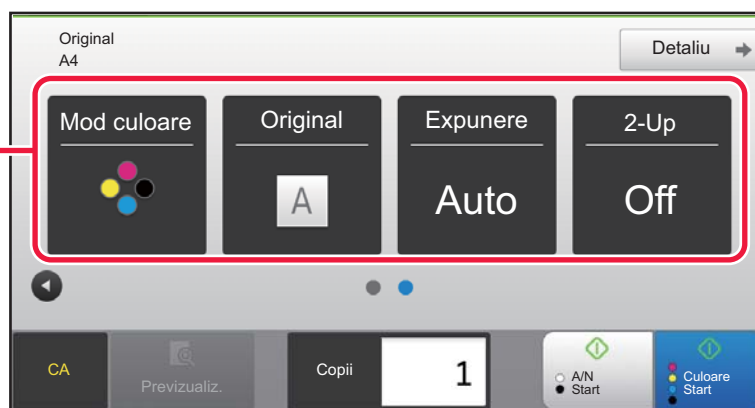 Original
A4
Detaliu
Mod culoare
Original
Expunere
2-Up
A
Auto
Off
CA
Previzualiz.
Copii
1
A/N
Start
Culoare
Start